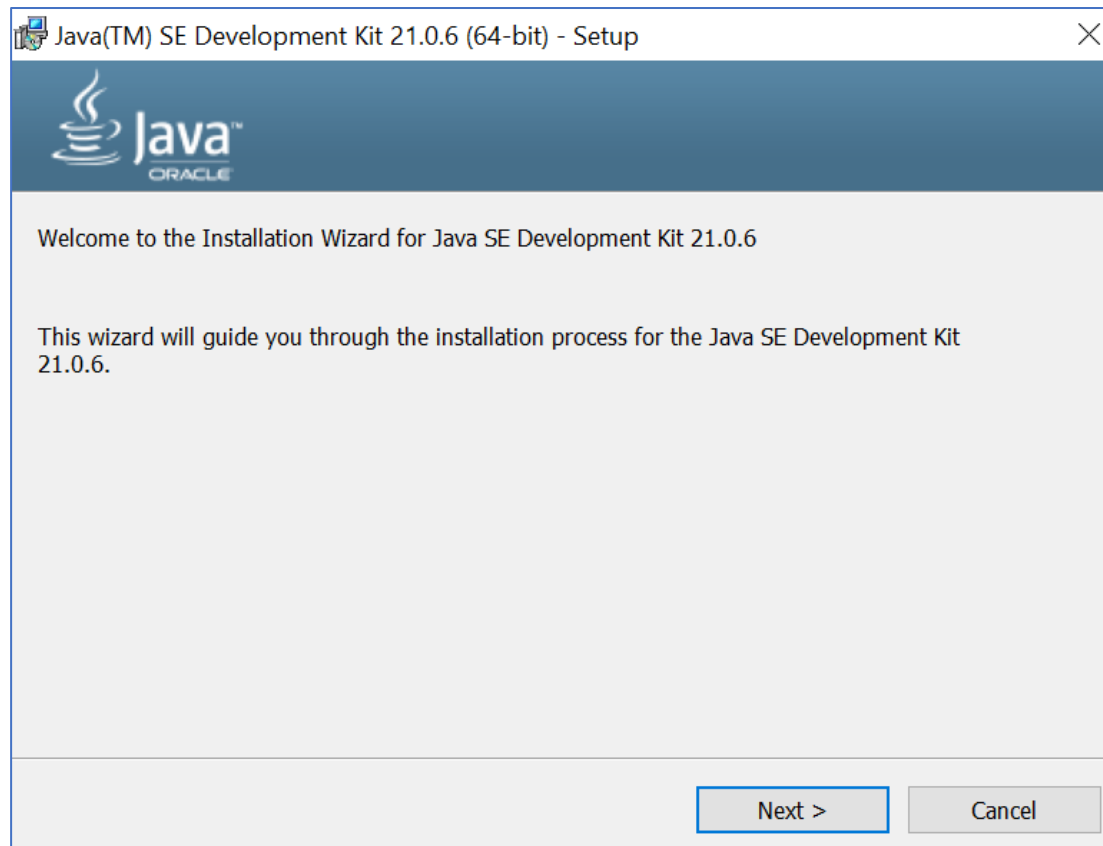 Java(TM) SE Development Kit 21.0.6 (64-bit) - Setup
Java™
ORACLE
Welcome to the Installation Wizard for Java SE Development Kit 21.0.6
This wizard will guide you through the installation process for the Java SE Development Kit
21.0.6.
Next >
Cancel